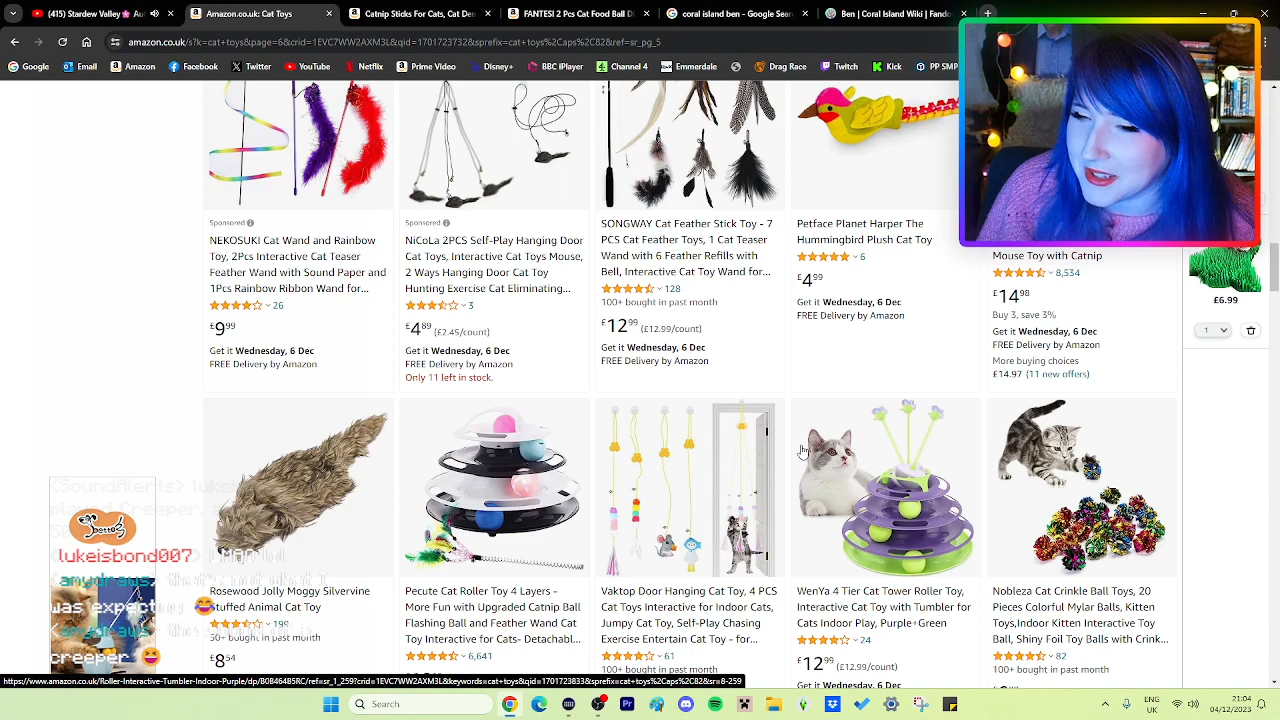 (415) Stardew Valley
Amazon.co.uk:
Catnip Sticks For Cats, Cat Den
FANTESI 2 Pcs Cat Food Ball D
coral isl
Google Sear
Ben | Coral Island Wiki | Fando
amazon.co.uk/s?k=cat+toys&page=6&crid=1EVC7WW2AXM3L&qid=1701723732&sprefix=cat+toys%2Caps%2C82&ref=sr_pg_5
Google
Email
Amazon
Facebook
Twitter
YouTube
Netflix
Prime Video
Disney
BBC iPlayer
Channel 4
Emmerdale
Drag Race
Twitch
Kick
PP SMP
Sponsored
NEKOSUKI Cat Wand and Rainbow
Toy, 2Pcs Interactive Cat Teaser
Feather Wand with Sound Paper and
1Pcs Rainbow Ribbon Wand for...
26
£9.99
Get it Wednesday, 6 Dec
FREE Delivery by Amazon
Sponsored
NiCoLa 2PCS Self-Play Hanging Door
Cat Toys, Interactive Cat Toys Mouse,
2 Ways Hanging Door Cat Toy
Hunting Exercise Cat Eliminating...
3
£4.89 (£2.45/count)
Get it Wednesday, 6 Dec
FREE Delivery by Amazon
Only 11 left in stock.
SONGWAY Cat Feather Stick Toy - 7
PCS Cat Feather Toys, 1 Cat Teaser
Wand with 6 Feather Refills with
Bell, Interactive Cat Toy with...
128
100+ bought in past month
£12.99 (£12.99/count)
Get it Wednesday, 6 Dec
FREE Delivery by Amazon
Petface Planet Harper The
Hummingbird Plush Cat Toy
6
£4.99
Get it Wednesday, 6 Dec
FREE Delivery by Amazon
Mouse Toy with Catnip
8,534
£14.98
Buy 3, save 3%
Get it Wednesday, 6 Dec
FREE Delivery by Amazon
More buying choices
£14.97 (11 new offers)
£6.99
1
Rosewood Jolly Moggy Silvervine
Stuffed Animal Cat Toy
199
50+ bought in past month
£8.54
Pecute Cat Roller Toy 4 Layers -
More Fun with Upgraded Catnip Ball
Flashing Ball and Feather Wand Cat
Toy Interactive for Cats- Detachab...
6,641
Vaktop Door Hanging Cat Toy, 4 PCS
Cat Toys Interactive for Indoor Cats,
Jumpy Cat Toy, Self-Play Chasing
Exercise Entertain Cat Toy - for...
61
WenYa 4 Tier Cat Tower Roller Toy,
Interactive Cat Toy with Tumbler for
Cats Indoor Play, Purple+Green
24
£12.99 (£12.99/count)
Get it Wednesday, 6 Dec
Nobleza Cat Crinkle Ball Toys, 20
Pieces Colorful Mylar Balls, Kitten
Toys,Indoor Kitten Interactive Toy
Ball, Shiny Foil Toy Balls with Crink...
82
100+ bought in past month
<SoundAlerts> lukeis
played Creeper,
lukeisbond007>
<anydraws> that's not what I
was expecting 😄
<anydraws>
creeper 😆
https://www.amazon.co.uk/Roller-Interactive-Tumbler-Indoor-Purple/dp/B0B464B5RC/ref=sr_1_259?crid=1EVC7WW2AXM3L&keywords=cat+toys&qid=1701723833&sprefix=cat+toys%2Caps%2C82&sr=8-259
Search
ENG
UK
21:04
04/12/2023